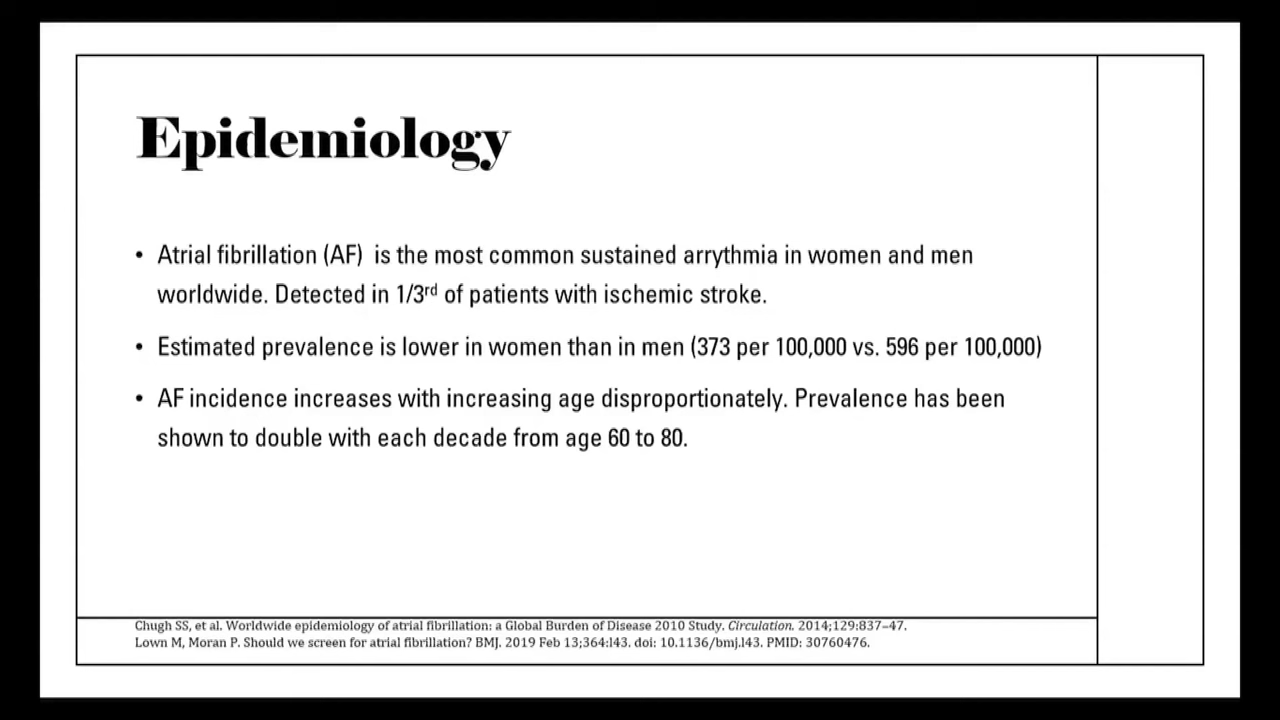 Epidemiology
• Atrial fibrillation (AF) is the most common sustained arrythmia in women and men
worldwide. Detected in 1/3rd of patients with ischemic stroke.
• Estimated prevalence is lower in women than in men (373 per 100,000 vs. 596 per 100,000)
• AF incidence increases with increasing age disproportionately. Prevalence has been
shown to double with each decade from age 60 to 80.
Chugh SS, et al. Worldwide epidemiology of atrial fibrillation: a Global Burden of Disease 2010 Study. Circulation. 2014;129:837–47.
Lown M, Moran P. Should we screen for atrial fibrillation? BMJ. 2019 Feb 13;364:l43. doi: 10.1136/bmj.l43. PMID: 30760476.